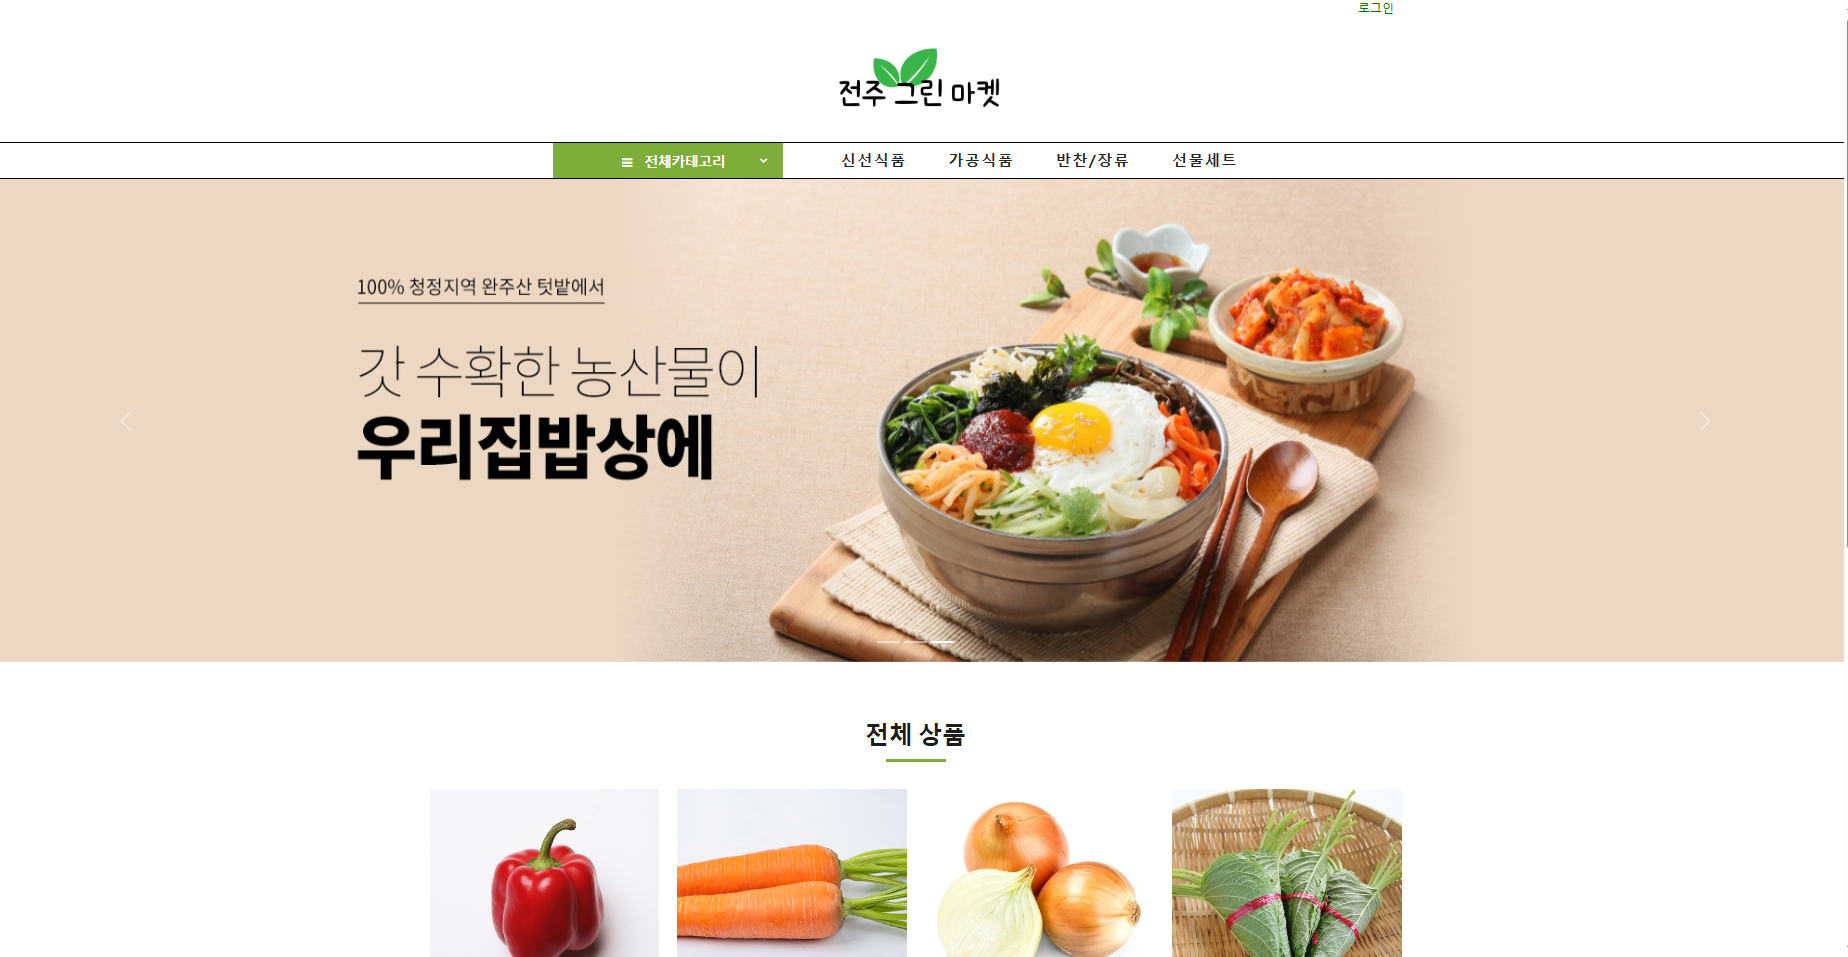 로그인
전주 그린 마켓
전체카테고리 신선식품 가공식품 반찬/장류 선물세트
100% 청정지역 완주산 텃밭에서
갓 수확한 농산물이
우리집밥상에
전체 상품